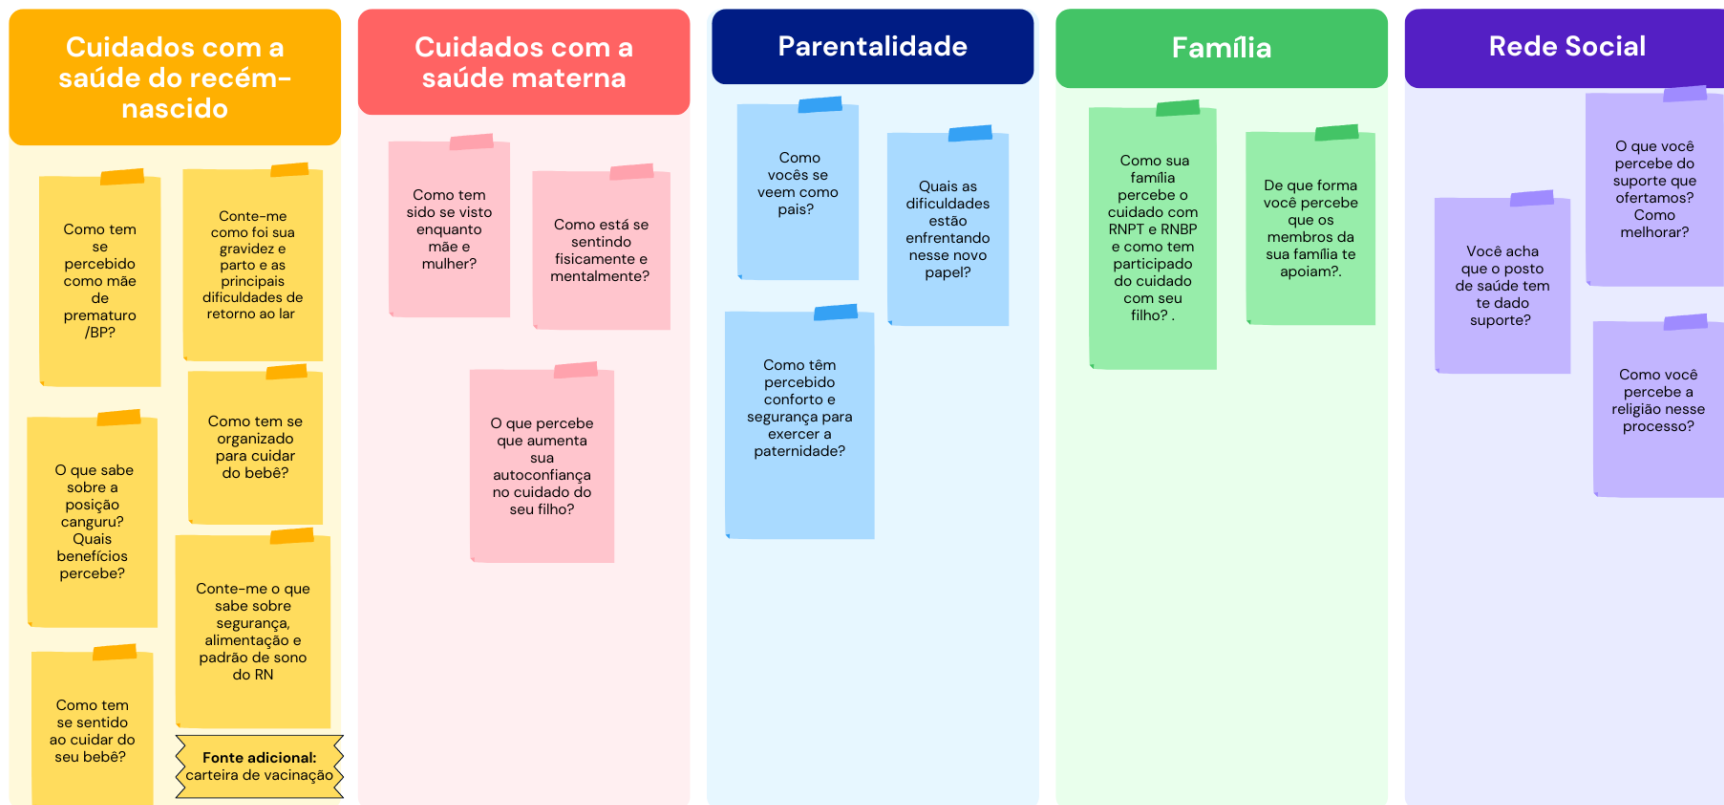 Cuidados com a
saúde do recém-
nascido
Como tem
se
percebido
como mãe
de
prematuro
/BP?
Conte-me
como foi sua
gravidez e
parto e as
principais
dificuldades de
retorno ao lar
O que sabe
sobre a
posição
canguru?
Quais
benefícios
percebe?
Como tem se
organizado
para cuidar
do bebê?
Conte-me o que
sabe sobre
segurança,
alimentação e
padrão de sono
do RN
Como tem
se sentido
ao cuidar do
seu bebê?
Fonte adicional:
carteira de vacinação
Cuidados com a
saúde materna
Como tem
sido se visto
enquanto
mãe e
mulher?
Como está se
sentindo
fisicamente e
mentalmente?
O que percebe
que aumenta
sua
autoconfiança
no cuidado do
seu filho?
Parentalidade
Como
vocês se
veem como
pais?
Quais as
dificuldades
estão
enfrentando
nesse novo
papel?
Como têm
percebido
conforto e
segurança para
exercer a
paternidade?
Família
Como sua
família
percebe o
cuidado com
RNPT e RNBP
e como tem
participado
do cuidado
com seu
filho? .
De que forma
você percebe
que os
membros da
sua família te
apoiam?.
Rede Social
O que você
percebe do
suporte que
ofertamos?
Como
melhorar?
Você acha
que o posto
de saúde tem
te dado
suporte?
Como você
percebe a
religião nesse
processo?